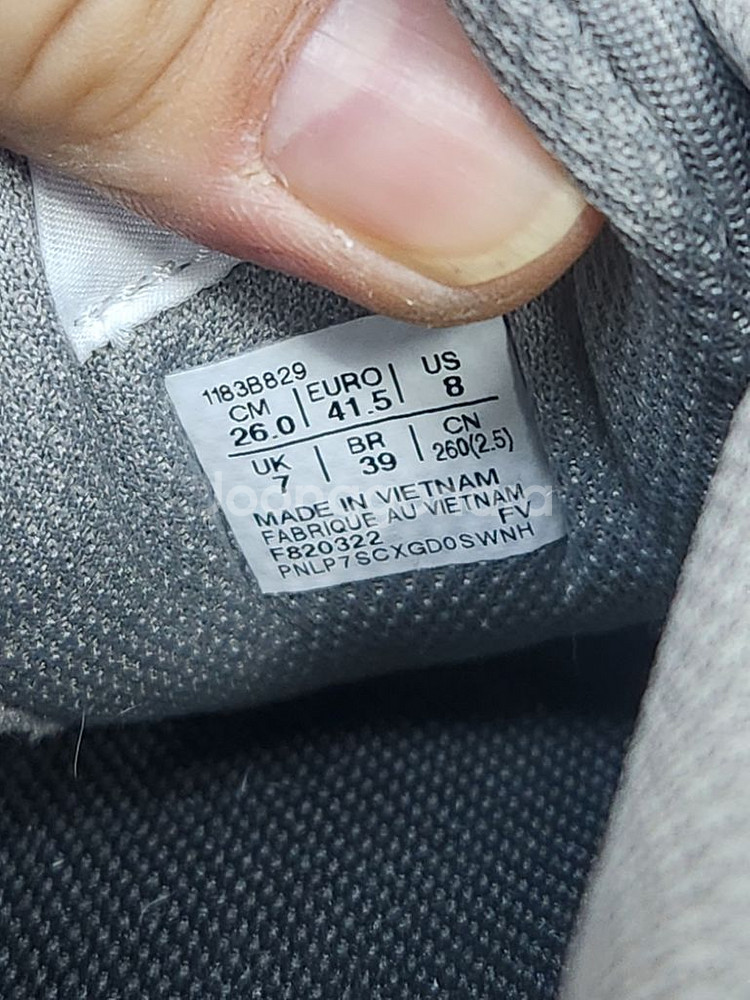 1183B829
CM | EURO | US
26.0 | 41.5 | 8
UK | BR | CN
7 | 39 | 260(2.5)
MADE IN VIETNAM
FABRIQUE AU VIETNAM
F820322 FV
PNLP7SCXGD0SWNH